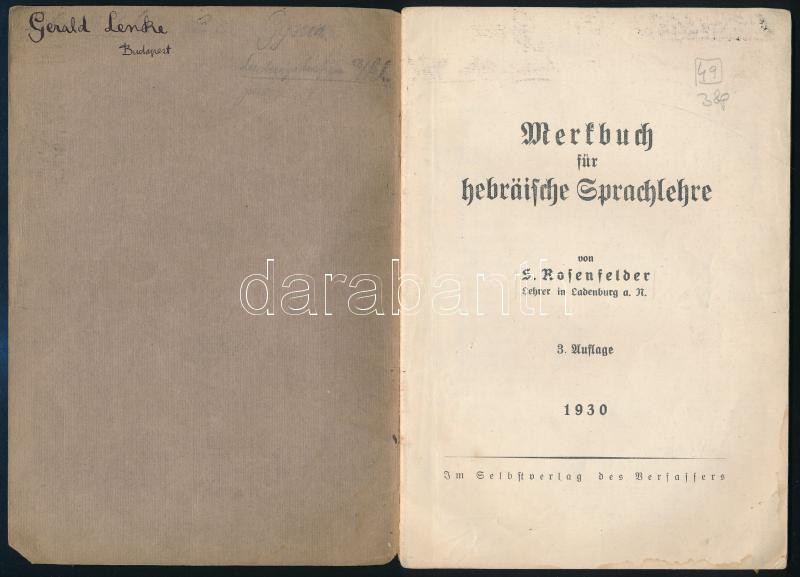 Gerald Lenke
Budapest
49
38p
Merkbuch
für
hebräische Sprachlehre
von
S. Rosenfelder
Lehrer in Ladenburg a. N.
3. Auflage
1930
Im Selbstverlag des Verfassers
darabanth